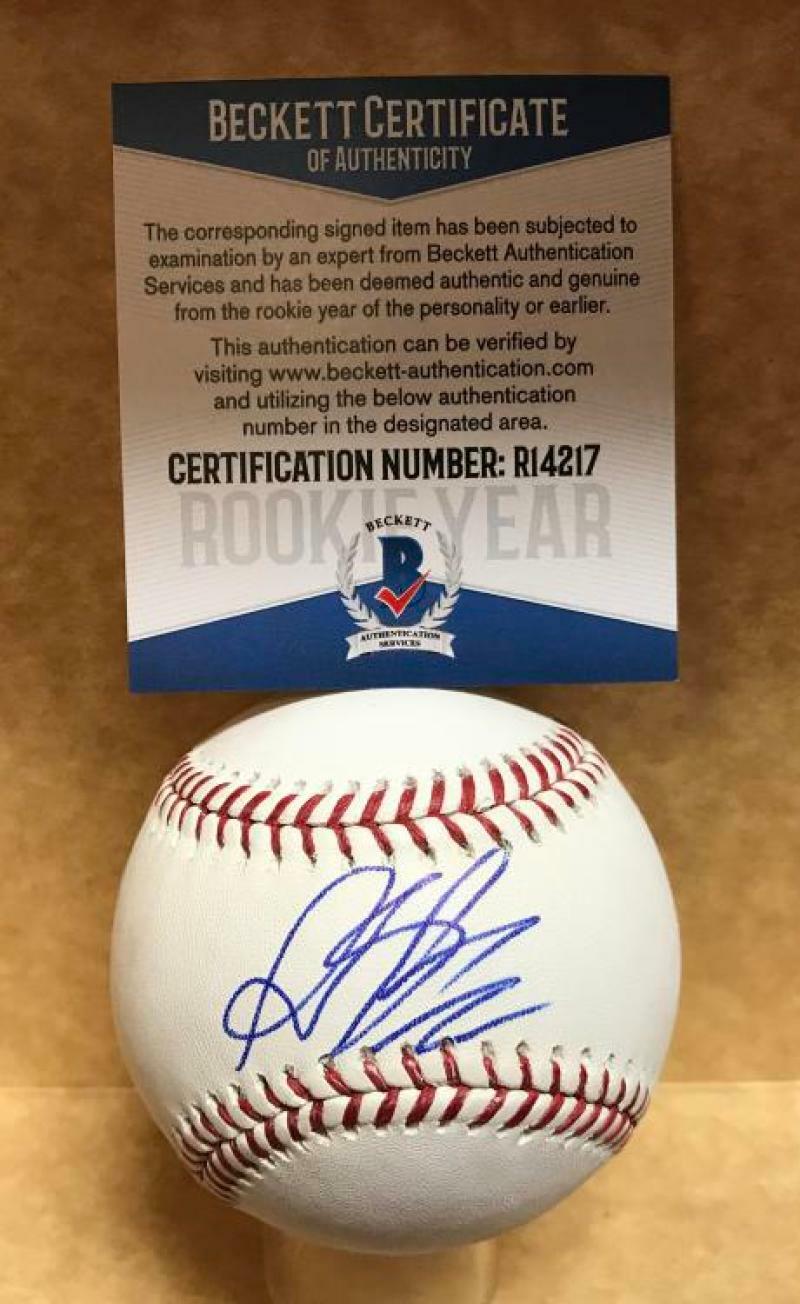 BECKETT CERTIFICATE
OF AUTHENTICITY
The corresponding signed item has been subjected to
examination by an expert from Beckett Authentication
Services and has been deemed authentic and genuine
from the rookie year of the personality or earlier.
This authentication can be verified by
visiting www.beckett-authentication.com
and utilizing the below authentication
number in the designated area.
CERTIFICATION NUMBER: R14217
ROOKIE YEAR
BECKETT
B
AUTHENTICATION
SERVICES